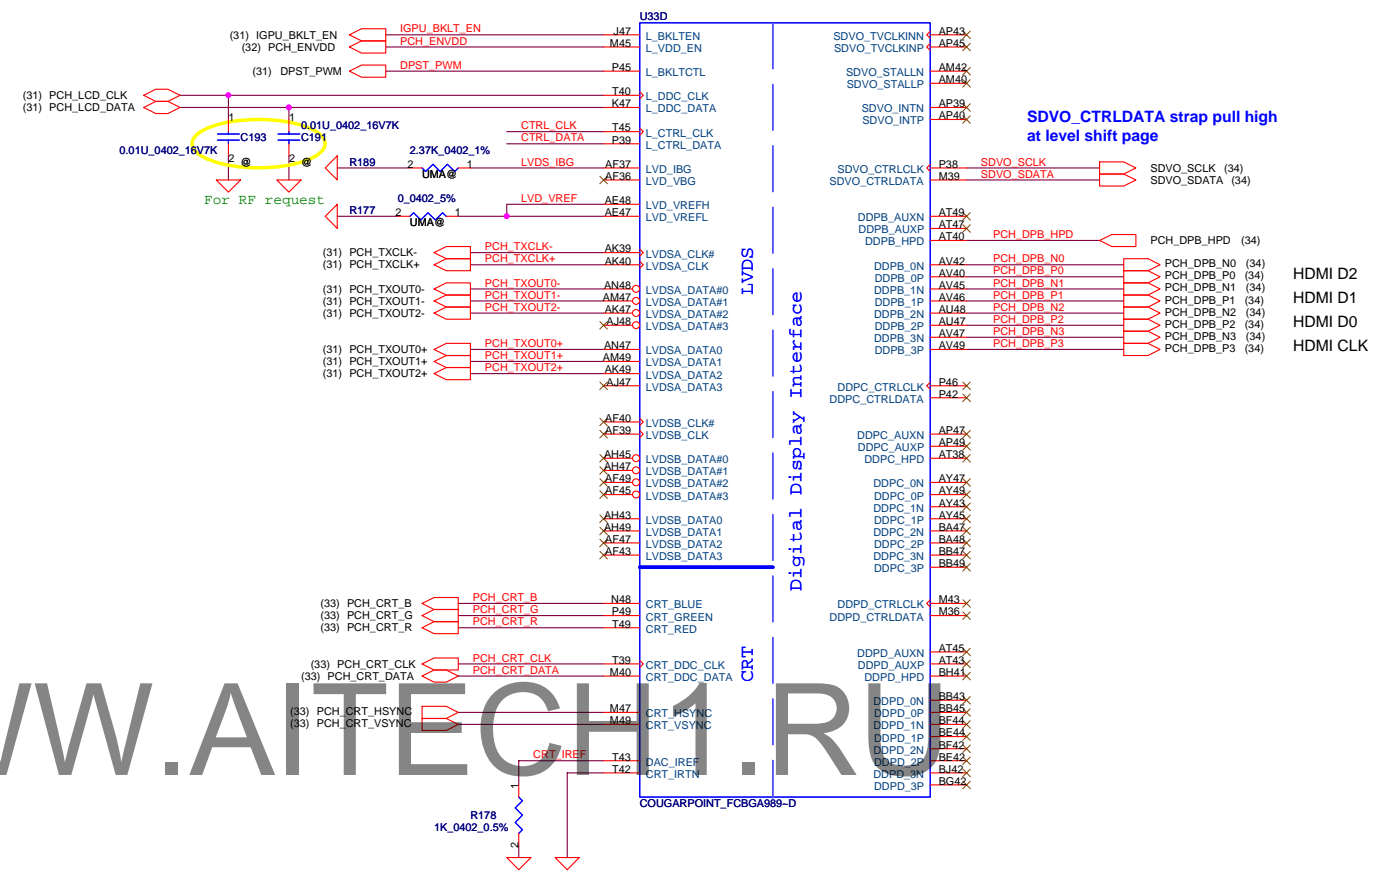 U33D
(31) IGPU_BKLT_EN IGPU_BKLT_EN J47 L_BKLTEN
(32) PCH_ENVDD PCH_ENVDD M45 L_VDD_EN
(31) DPST_PWM DPST_PWM P45 L_BKLTCTL
(31) PCH_LCD_CLK T40 L_DDC_CLK
(31) PCH_LCD_DATA K47 L_DDC_DATA
1 1
0.01U_0402_16V7K
C193 C191
0.01U_0402_16V7K
2 @ 2 @
For RF request
CTRL_CLK T45 L_CTRL_CLK
CTRL_DATA P39 L_CTRL_DATA
2.37K_0402_1%
R189 2 1 LVDS_IBG AF37 LVD_IBG
UMA@ AF36 LVD_VBG
0_0402_5% LVD_VREF AE48 LVD_VREFH
R177 2 1 AE47 LVD_VREFL
UMA@
(31) PCH_TXCLK- PCH_TXCLK- AK39 LVDSA_CLK#
(31) PCH_TXCLK+ PCH_TXCLK+ AK40 LVDSA_CLK
(31) PCH_TXOUT0- PCH_TXOUT0- AN48 LVDSA_DATA#0
(31) PCH_TXOUT1- PCH_TXOUT1- AM47 LVDSA_DATA#1
(31) PCH_TXOUT2- PCH_TXOUT2- AK47 LVDSA_DATA#2
AJ48 LVDSA_DATA#3
(31) PCH_TXOUT0+ PCH_TXOUT0+ AN47 LVDSA_DATA0
(31) PCH_TXOUT1+ PCH_TXOUT1+ AM49 LVDSA_DATA1
(31) PCH_TXOUT2+ PCH_TXOUT2+ AK49 LVDSA_DATA2
AJ47 LVDSA_DATA3
AF40 LVDSB_CLK#
AF39 LVDSB_CLK
AH45 LVDSB_DATA#0
AH47 LVDSB_DATA#1
AF49 LVDSB_DATA#2
AF45 LVDSB_DATA#3
AH43 LVDSB_DATA0
AH49 LVDSB_DATA1
AF47 LVDSB_DATA2
AF43 LVDSB_DATA3
(33) PCH_CRT_B PCH_CRT_B N48 CRT_BLUE
(33) PCH_CRT_G PCH_CRT_G P49 CRT_GREEN
(33) PCH_CRT_R PCH_CRT_R T49 CRT_RED
(33) PCH_CRT_CLK PCH_CRT_CLK T39 CRT_DDC_CLK
(33) PCH_CRT_DATA PCH_CRT_DATA M40 CRT_DDC_DATA
(33) PCH_CRT_HSYNC M47 CRT_HSYNC
(33) PCH_CRT_VSYNC M49 CRT_VSYNC
CRT_IREF T43 DAC_IREF
T42 CRT_IRTN
1
R178
1K_0402_0.5%
2
LVDS
CRT
Digital Display Interface
SDVO_TVCLKINN AP43
SDVO_TVCLKINP AP45
SDVO_STALLN AM42
SDVO_STALLP AM40
SDVO_INTN AP39
SDVO_INTP AP40
SDVO_CTRLDATA strap pull high
at level shift page
SDVO_CTRLCLK P38 SDVO_SCLK SDVO_SCLK (34)
SDVO_CTRLDATA M39 SDVO_SDATA SDVO_SDATA (34)
DDPB_AUXN AT49
DDPB_AUXP AT47
DDPB_HPD AT40 PCH_DPB_HPD PCH_DPB_HPD (34)
DDPB_0N AV42 PCH_DPB_N0 PCH_DPB_N0 (34)
DDPB_0P AV40 PCH_DPB_P0 PCH_DPB_P0 (34) HDMI D2
DDPB_1N AV45 PCH_DPB_N1 PCH_DPB_N1 (34)
DDPB_1P AV46 PCH_DPB_P1 PCH_DPB_P1 (34) HDMI D1
DDPB_2N AU48 PCH_DPB_N2 PCH_DPB_N2 (34)
DDPB_2P AU47 PCH_DPB_P2 PCH_DPB_P2 (34) HDMI D0
DDPB_3N AV47 PCH_DPB_N3 PCH_DPB_N3 (34)
DDPB_3P AV49 PCH_DPB_P3 PCH_DPB_P3 (34) HDMI CLK
DDPC_CTRLCLK P46
DDPC_CTRLDATA P42
DDPC_AUXN AP47
DDPC_AUXP AP49
DDPC_HPD AT38
DDPC_0N AY47
DDPC_0P AY49
DDPC_1N AY43
DDPC_1P AY45
DDPC_2N BA47
DDPC_2P BA48
DDPC_3N BB47
DDPC_3P BB49
DDPD_CTRLCLK M43
DDPD_CTRLDATA M36
DDPD_AUXN AT45
DDPD_AUXP AT43
DDPD_HPD BH41
DDPD_0N BB43
DDPD_0P BB45
DDPD_1N BF44
DDPD_1P BE44
DDPD_2N BF42
DDPD_2P BE42
DDPD_3N BJ42
DDPD_3P BG42
COUGARPOINT_FCBGA989~D
W.AITECH1.RU